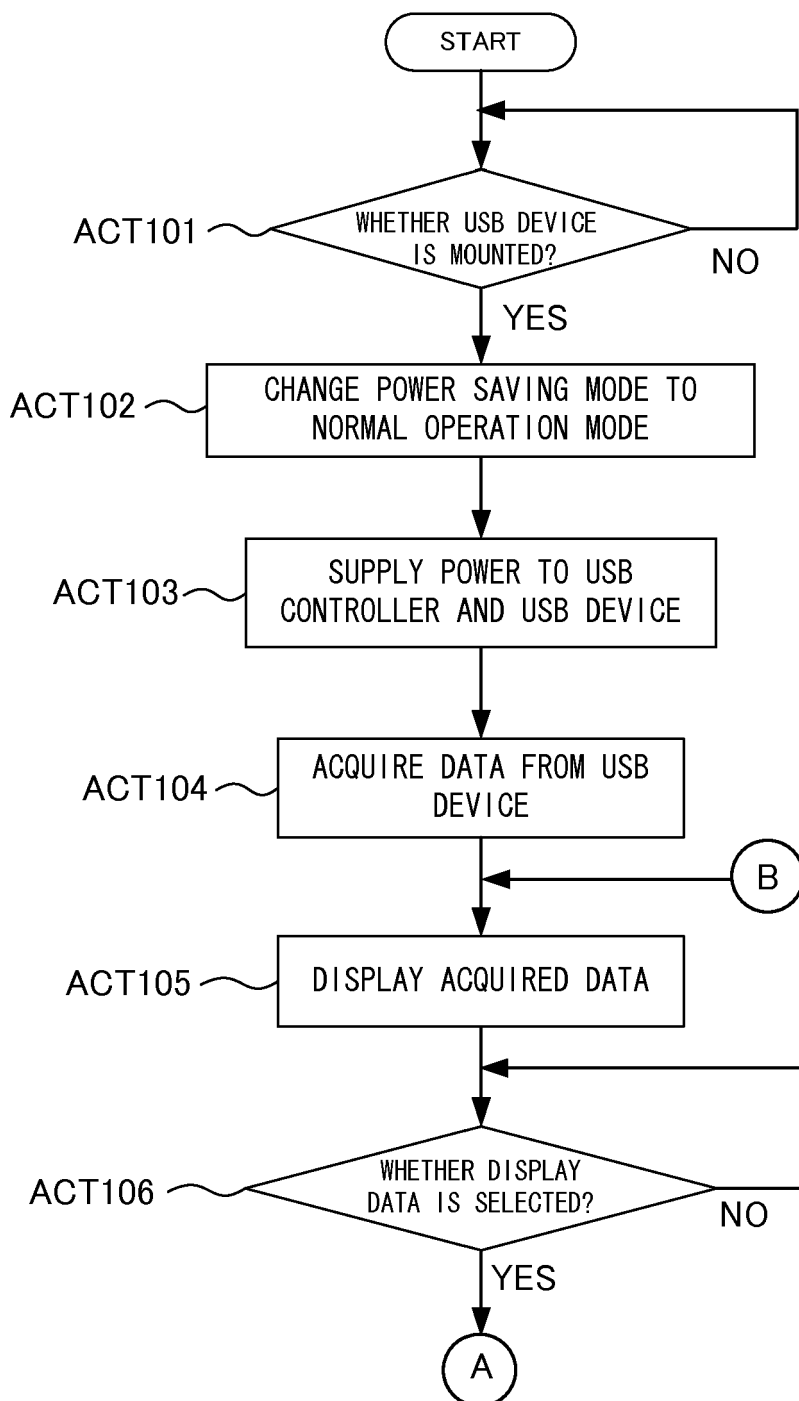 START
ACT101
WHETHER USB DEVICE
IS MOUNTED?
NO
YES
ACT102
CHANGE POWER SAVING MODE TO
NORMAL OPERATION MODE
ACT103
SUPPLY POWER TO USB
CONTROLLER AND USB DEVICE
ACT104
ACQUIRE DATA FROM USB
DEVICE
B
ACT105
DISPLAY ACQUIRED DATA
ACT106
WHETHER DISPLAY
DATA IS SELECTED?
NO
YES
A